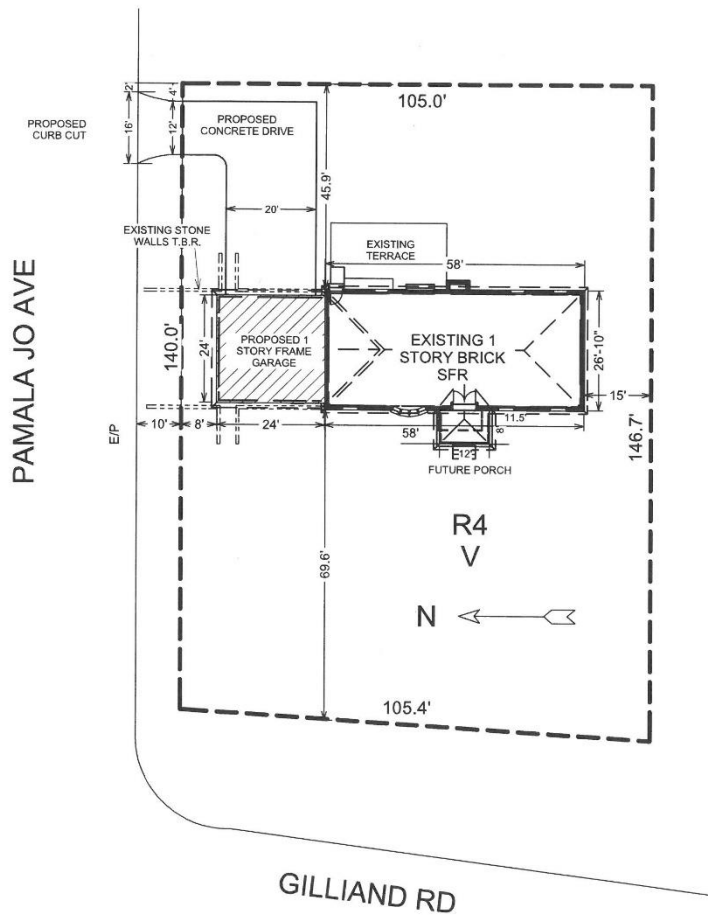 2'
4'
105.0'
PROPOSED
CURB CUT
16'
12'
PROPOSED
CONCRETE DRIVE
45.9'
20'
EXISTING STONE
WALLS T.B.R.
EXISTING
TERRACE
58'
PAMALA JO AVE
140.0'
24'
PROPOSED 1
STORY FRAME
GARAGE
EXISTING 1
STORY BRICK
SFR
26'-10"
15'
E/P
10'
8'
24'
58'
11.5'
8'
12'
FUTURE PORCH
146.7'
R4
V
69.6'
N
105.4'
GILLIAND RD